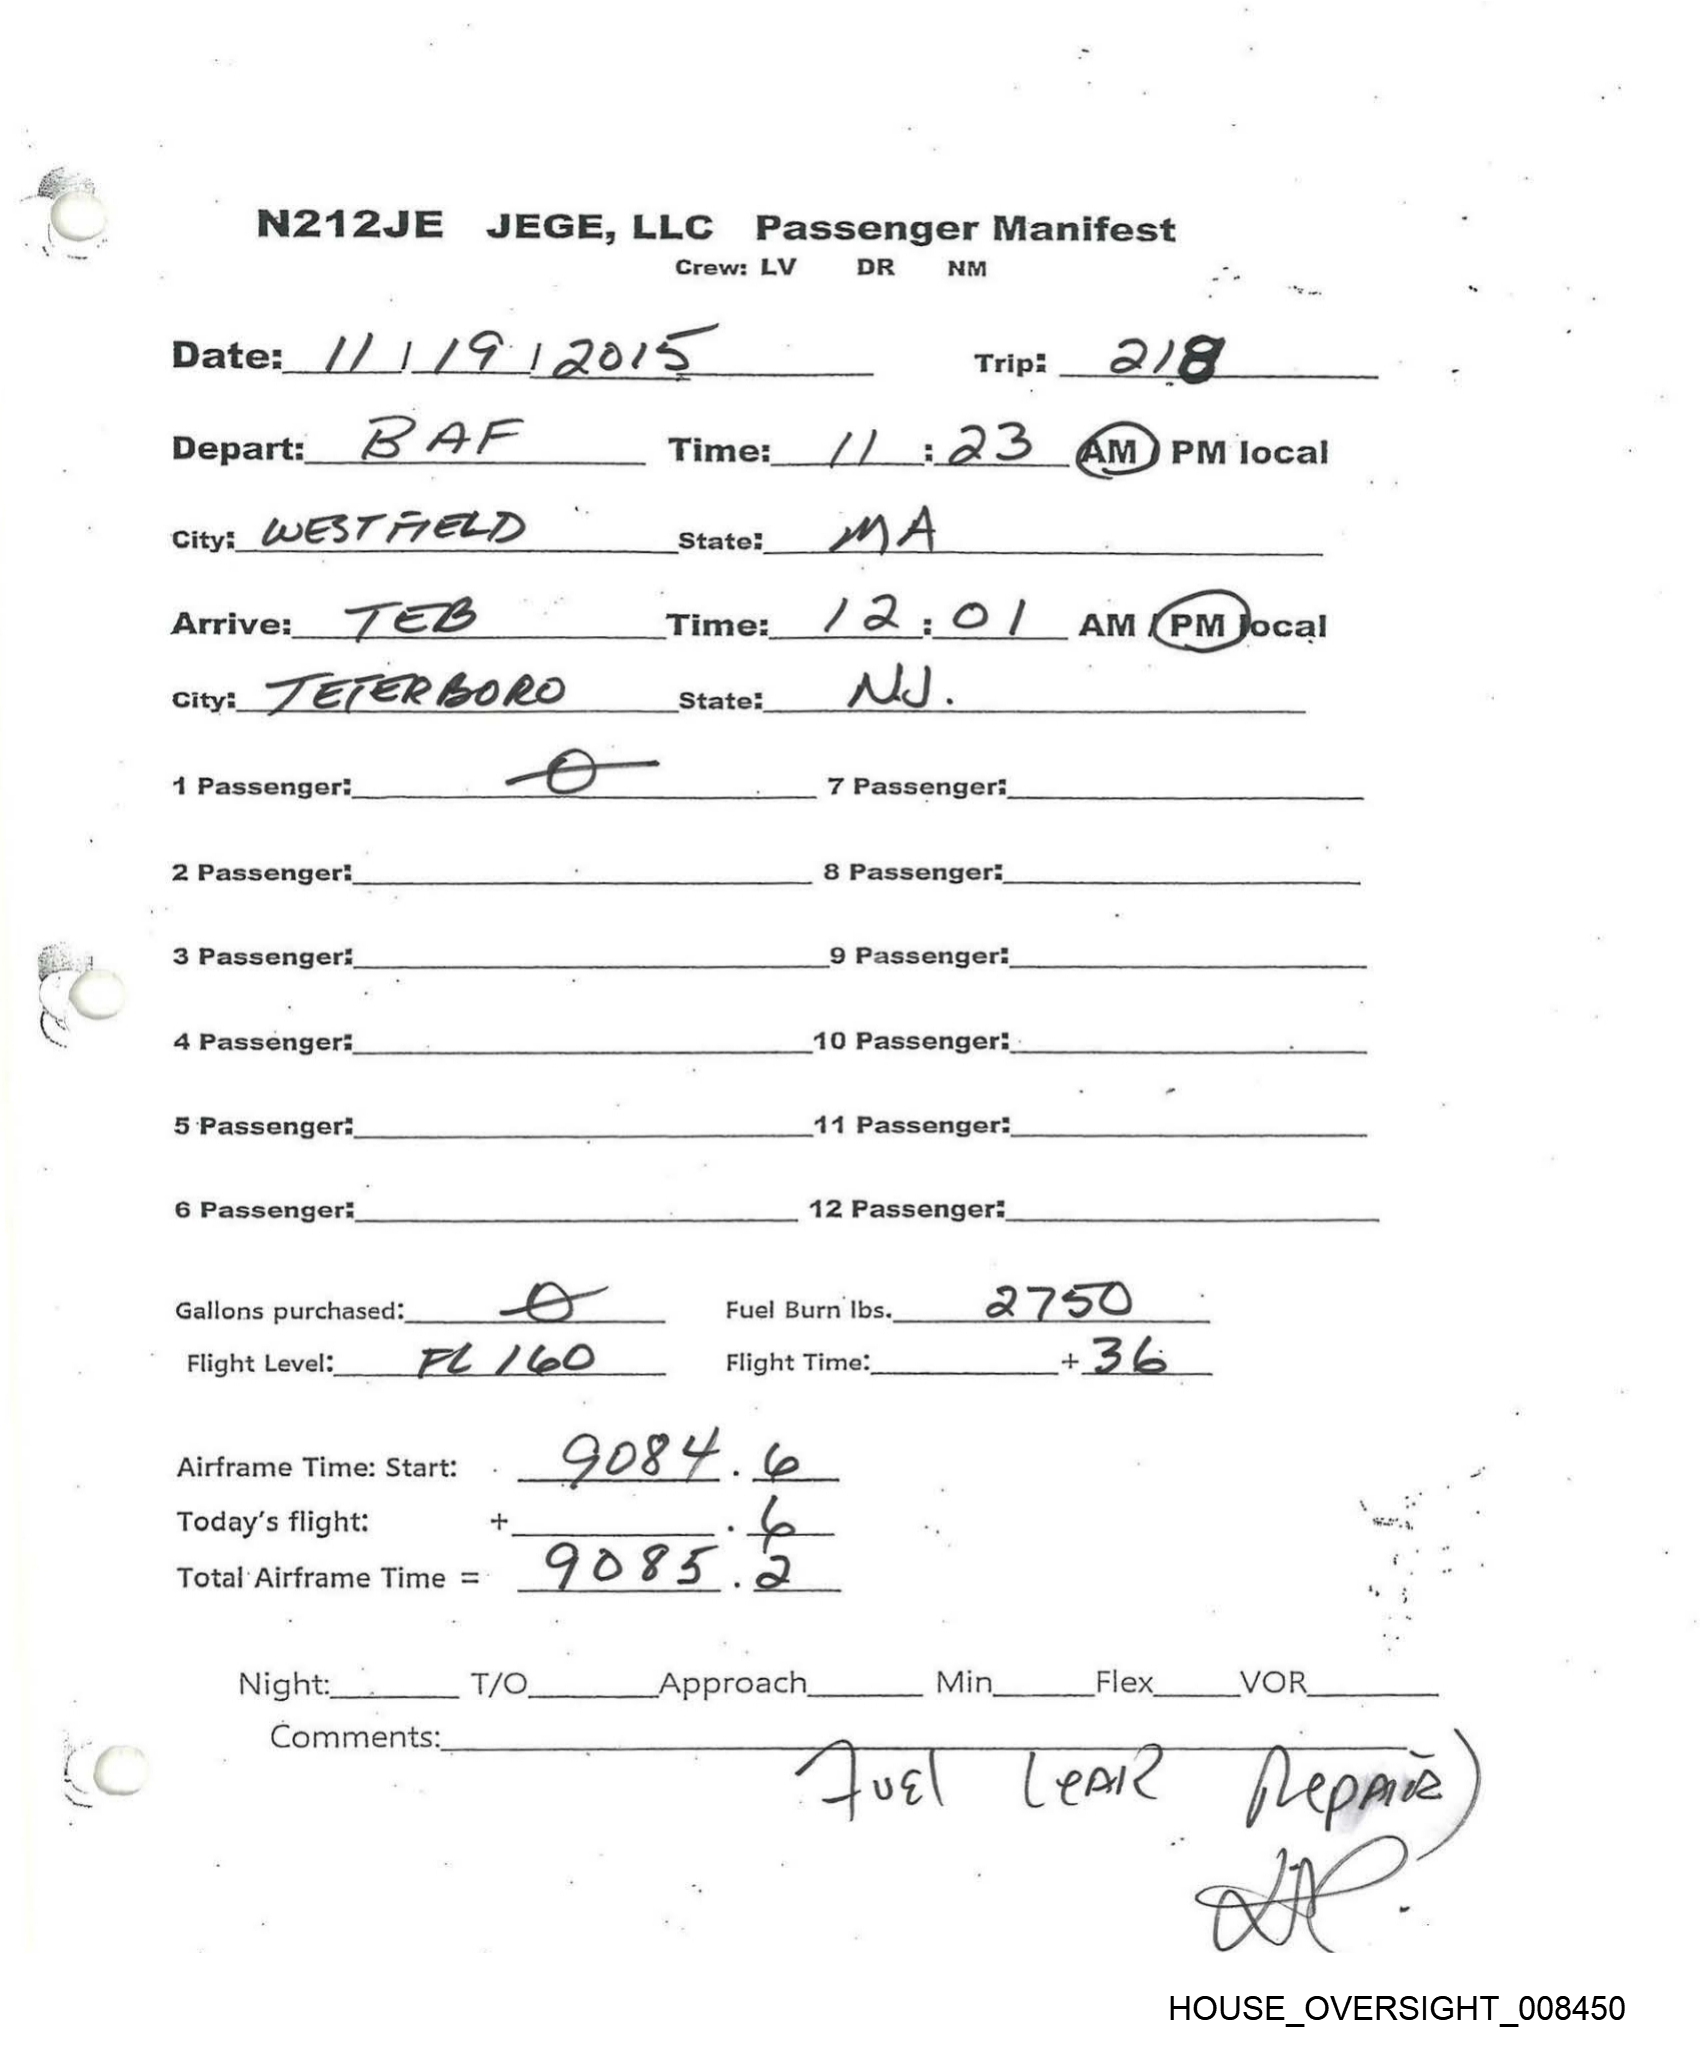 N212JE JEGE, LLC Passenger Manifest
Crew: LV DR NM
Date: 11 / 19 / 2015 Trip: 218
Depart: BAF Time: 11 : 23 AM / PM local
City: WESTFIELD State: MA
Arrive: TEB Time: 12 : 01 AM / PM local
City: TETERBORO State: NJ.
1 Passenger: 0 7 Passenger:
2 Passenger: 8 Passenger:
3 Passenger: 9 Passenger:
4 Passenger: 10 Passenger:
5 Passenger: 11 Passenger:
6 Passenger: 12 Passenger:
Gallons purchased: 0 Fuel Burn lbs. 2750
Flight Level: FL 160 Flight Time: + 36
Airframe Time: Start: 9084 . 6
Today's flight: + . 6
Total Airframe Time = 9085 . 2
Night: T/O Approach Min Flex VOR
Comments:
Fuel Leak Repair)
HOUSE_OVERSIGHT_008450